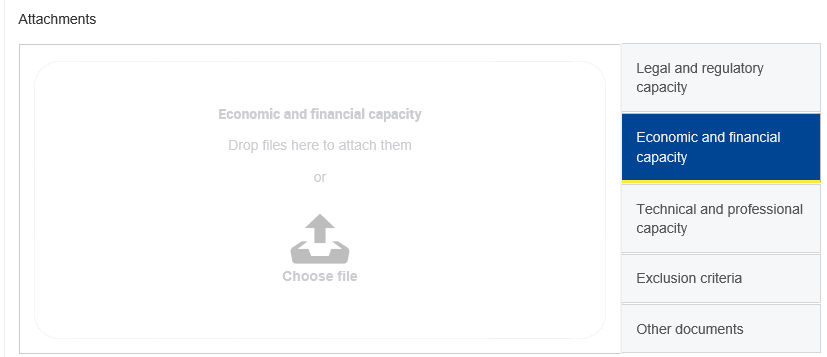 Attachments
Economic and financial capacity
Drop files here to attach them
or
Choose file
Legal and regulatory
capacity
Economic and financial
capacity
Technical and professional
capacity
Exclusion criteria
Other documents